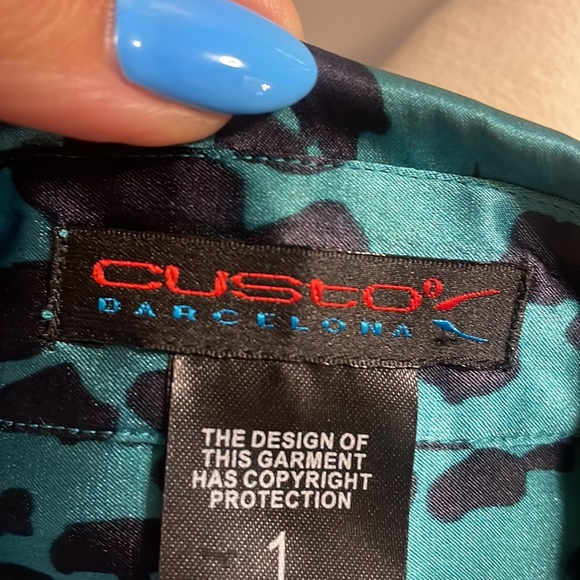 custo®
BARCELONA
THE DESIGN OF
THIS GARMENT
HAS COPYRIGHT
PROTECTION
1